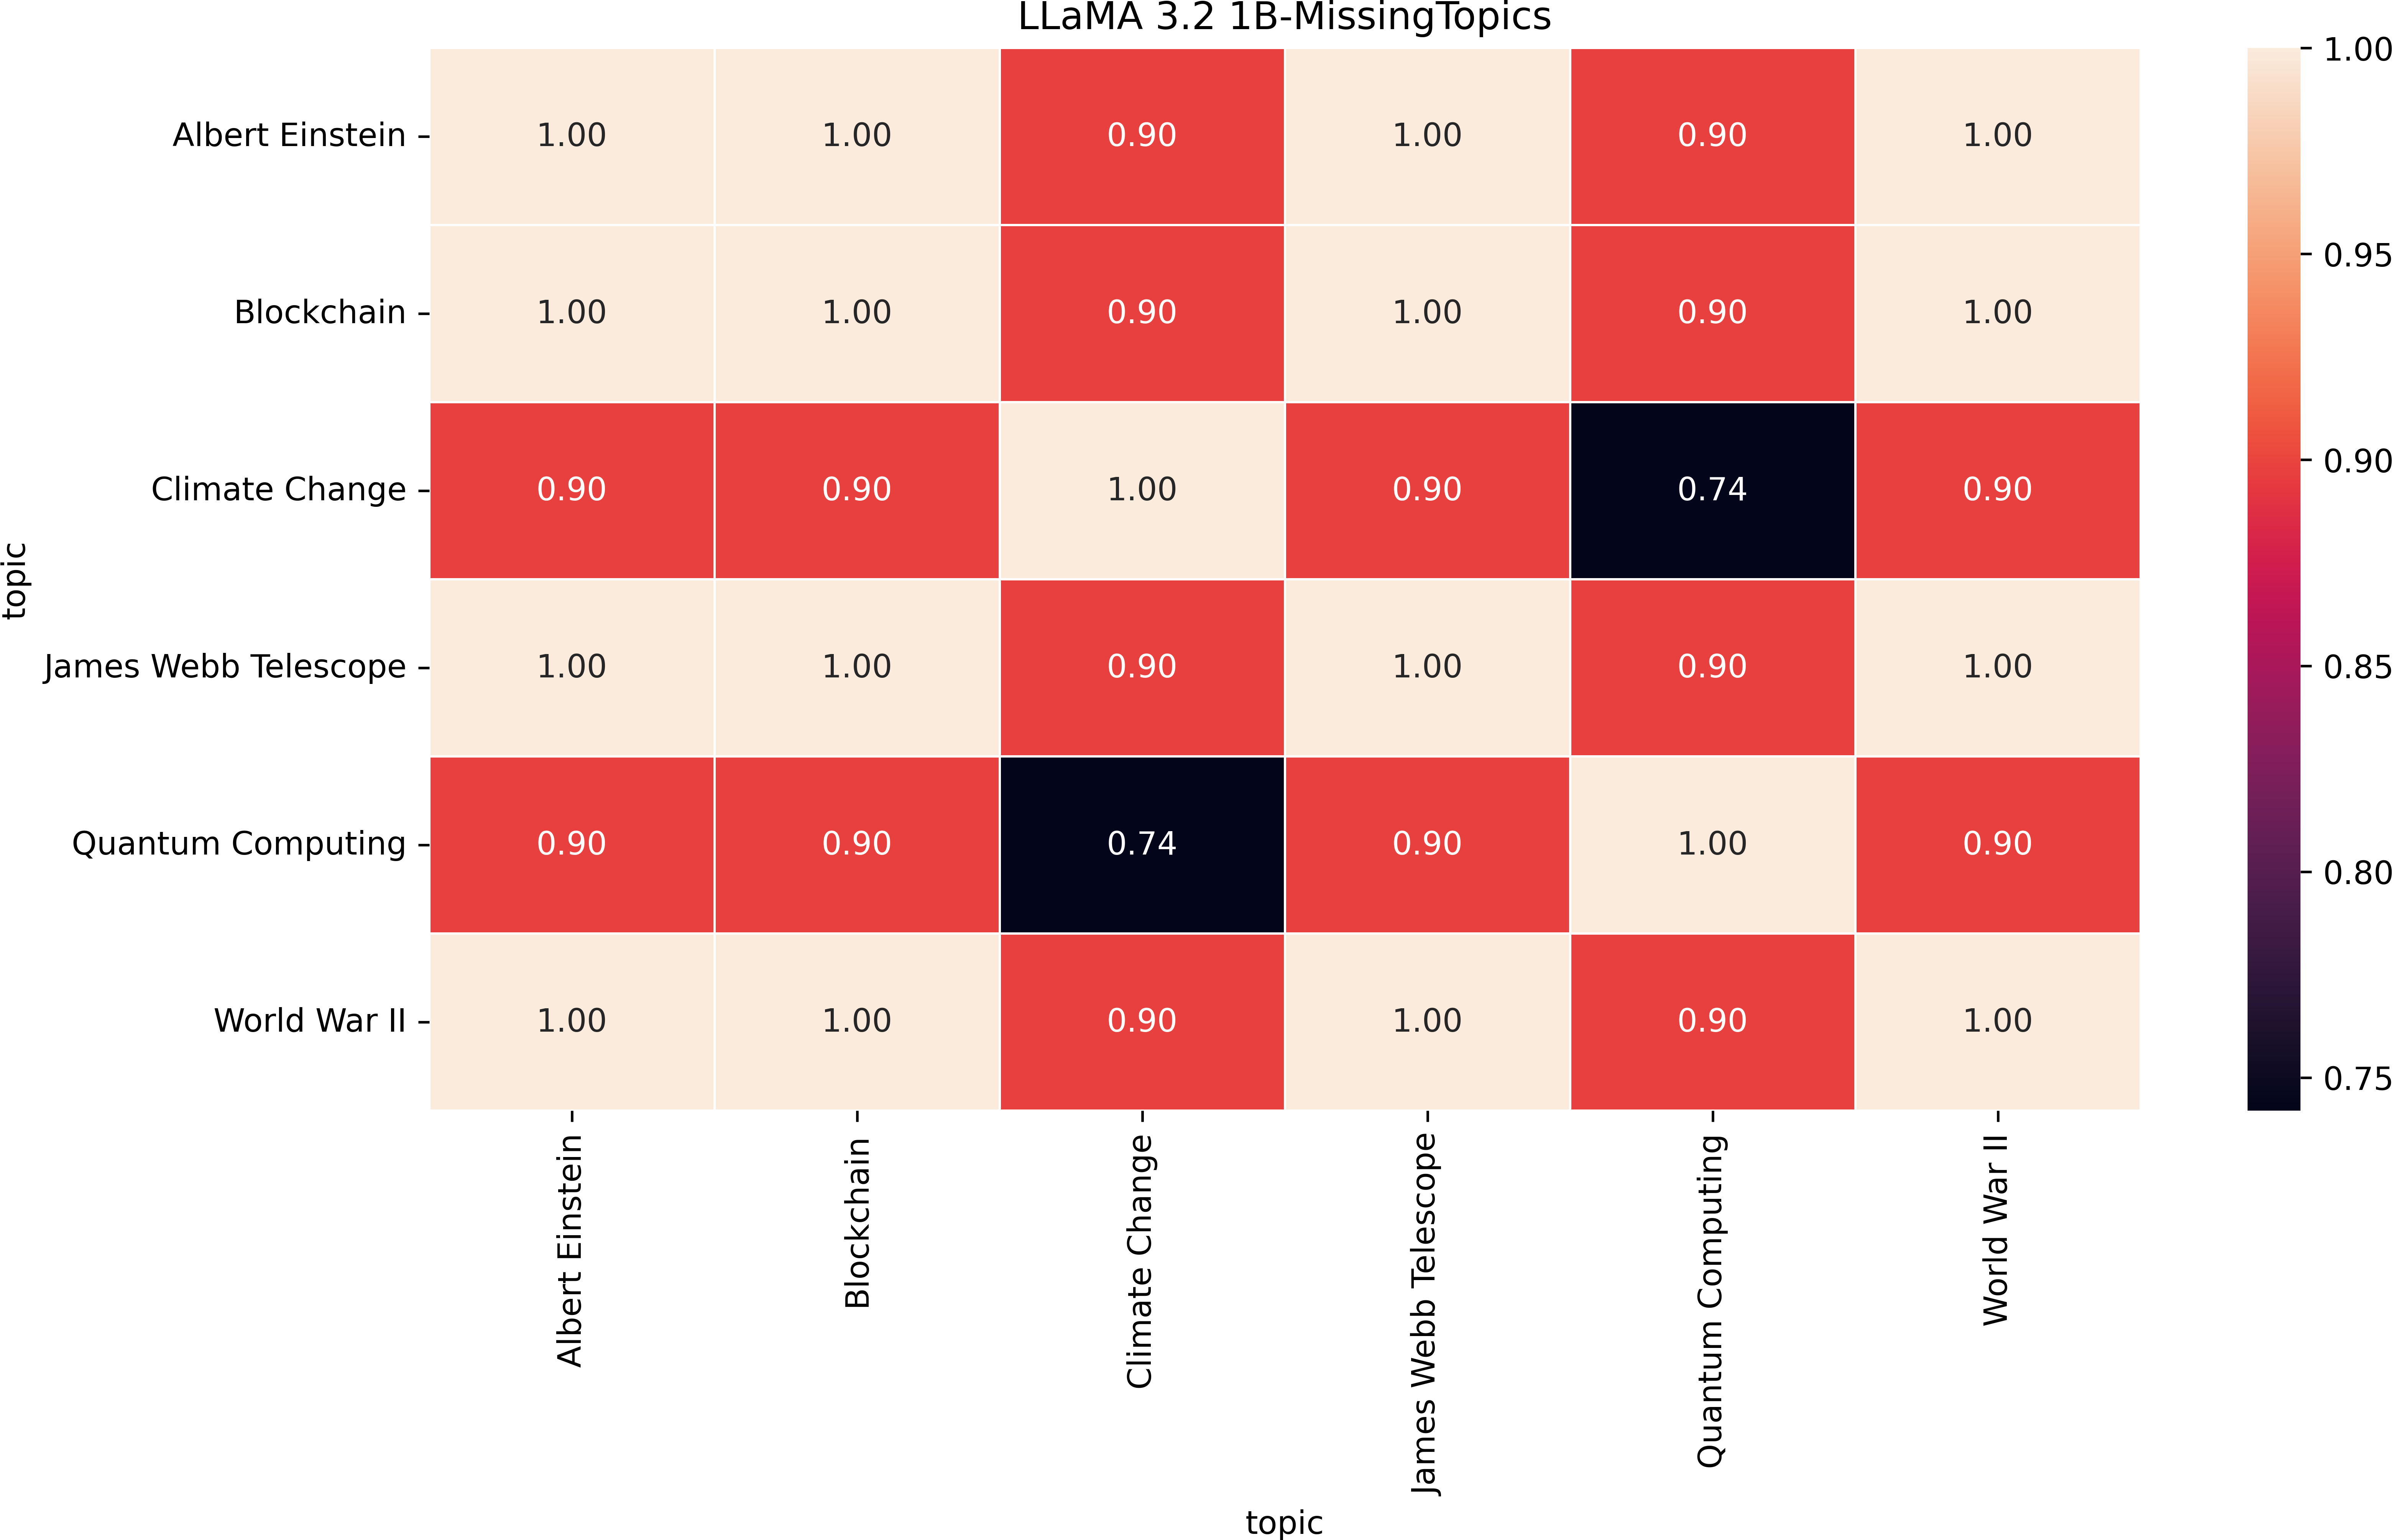 LLaMA 3.2 1B-MissingTopics
topic
Albert Einstein 1.00 1.00 0.90 1.00 0.90 1.00
Blockchain 1.00 1.00 0.90 1.00 0.90 1.00
Climate Change 0.90 0.90 1.00 0.90 0.74 0.90
James Webb Telescope 1.00 1.00 0.90 1.00 0.90 1.00
Quantum Computing 0.90 0.90 0.74 0.90 1.00 0.90
World War II 1.00 1.00 0.90 1.00 0.90 1.00
Albert Einstein
Blockchain
Climate Change
James Webb Telescope
Quantum Computing
World War II
topic
1.00
0.95
0.90
0.85
0.80
0.75